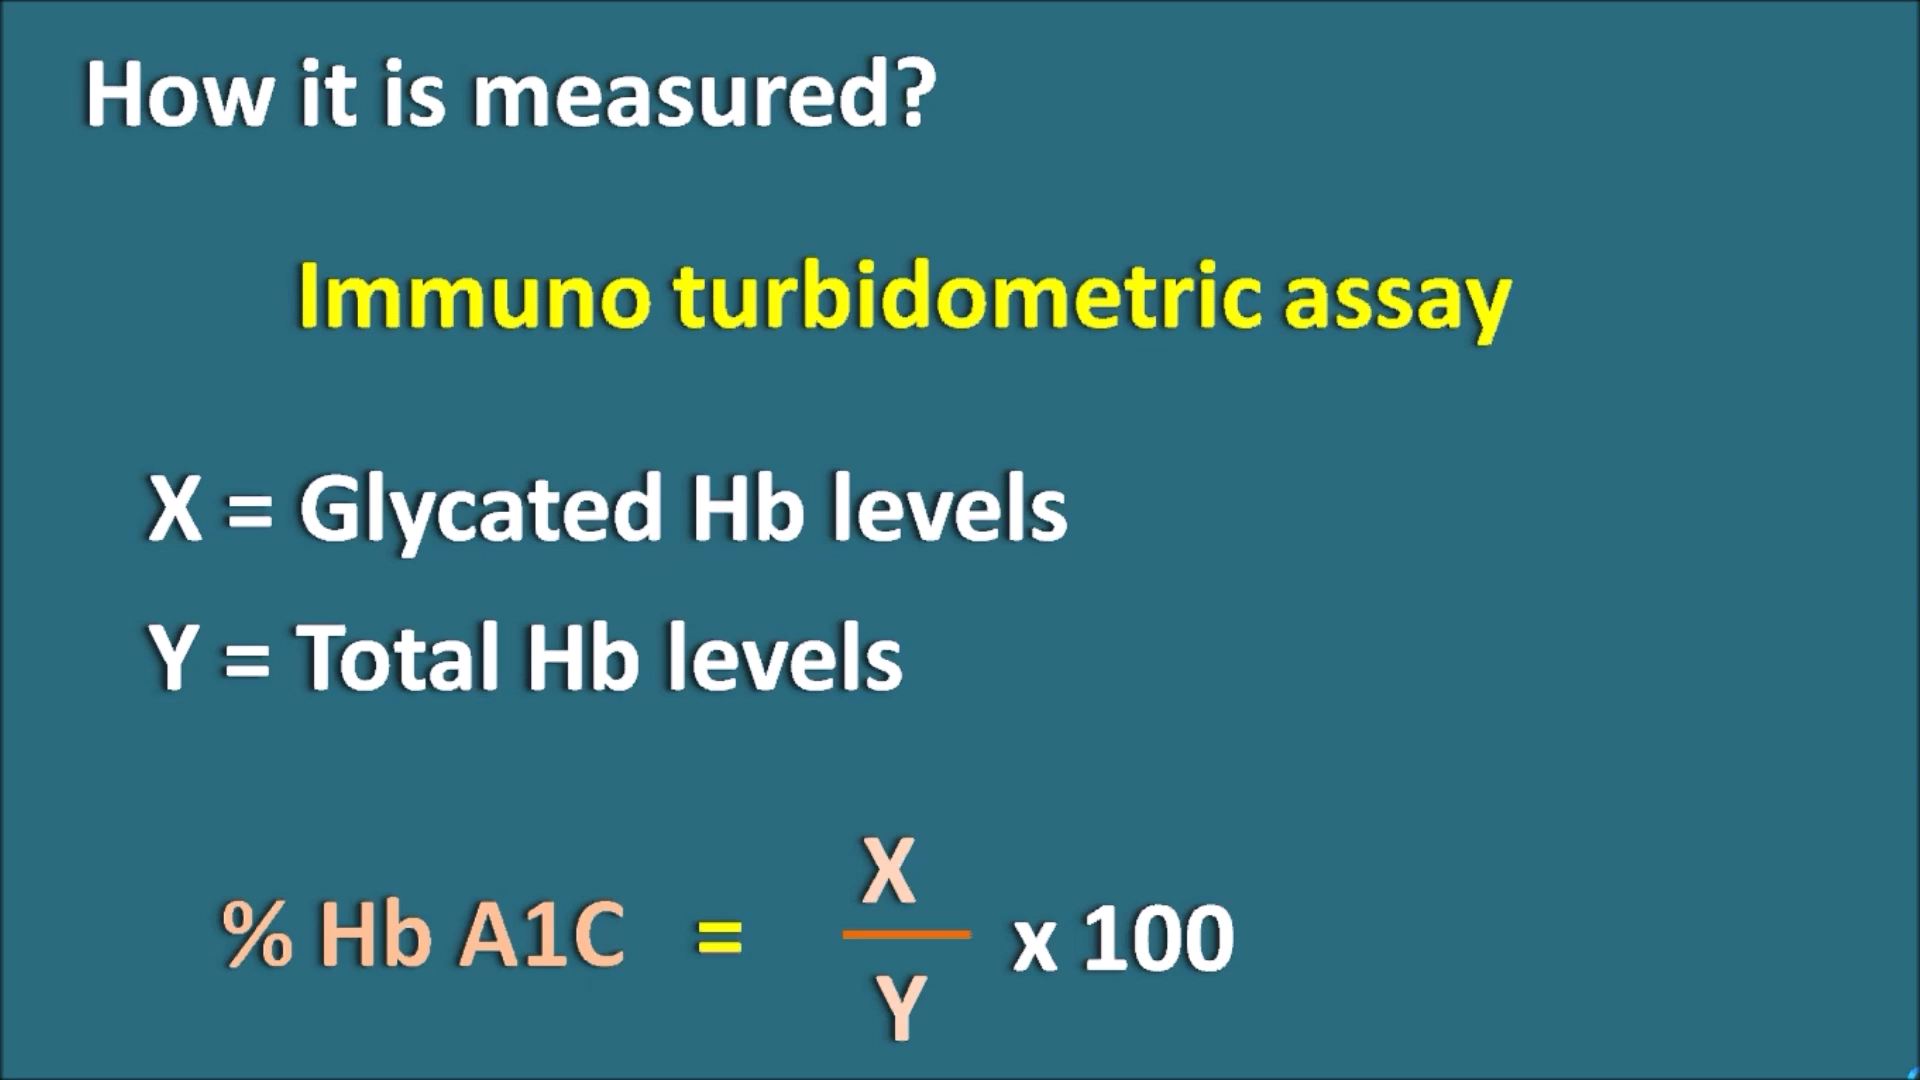 How it is measured?
Immuno turbidometric assay
X = Glycated Hb levels
Y = Total Hb levels
% Hb A1C = X
Y x 100